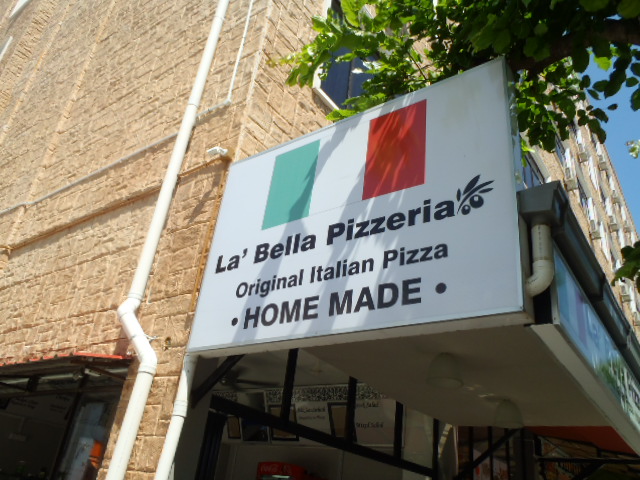 La' Bella Pizzeria
Original Italian Pizza
• HOME MADE •